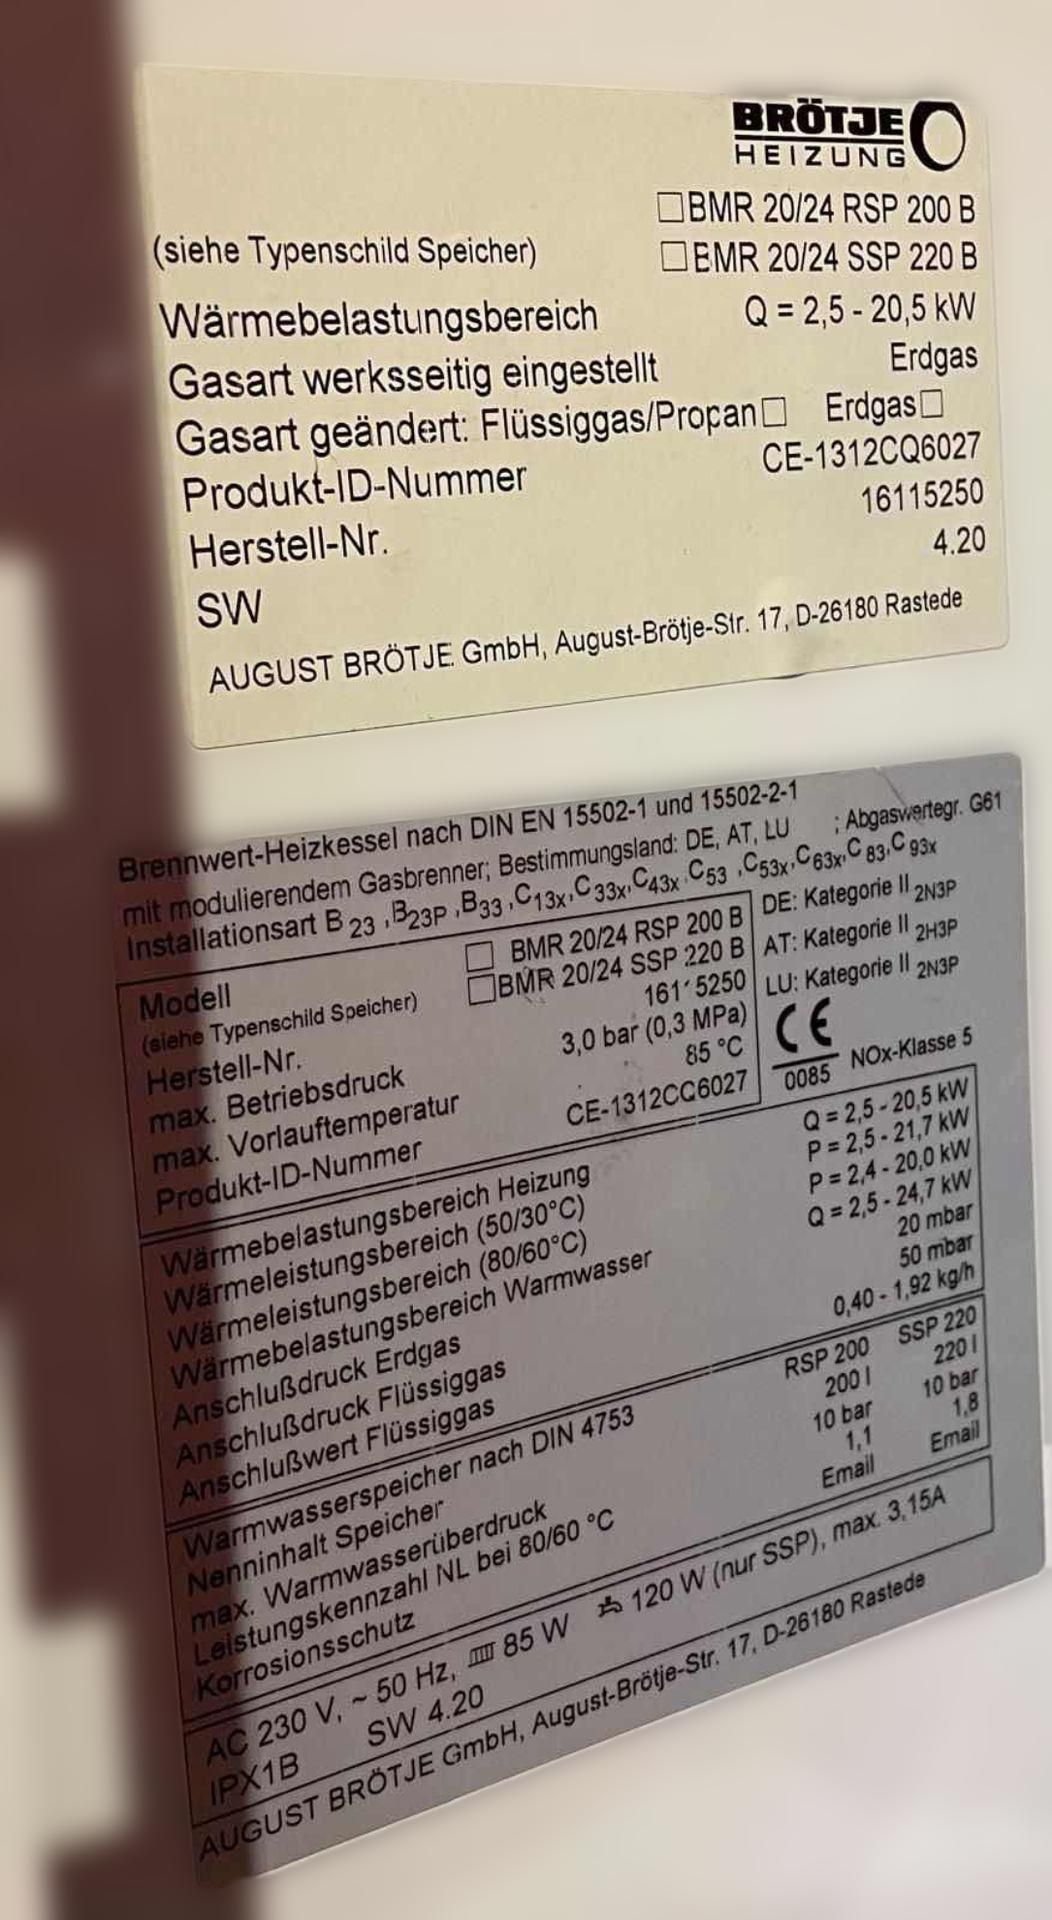 BRÖTJE
HEIZUNG
☐BMR 20/24 RSP 200 B
(siehe Typenschild Speicher) ☐BMR 20/24 SSP 220 B
Wärmebelastungsbereich Q = 2,5 - 20,5 kW
Gasart werksseitig eingestellt Erdgas
Gasart geändert: Flüssiggas/Propan☐ Erdgas☐
Produkt-ID-Nummer CE-1312CQ6027
Herstell-Nr. 16115250
SW 4.20
AUGUST BRÖTJE GmbH, August-Brötje-Str. 17, D-26180 Rastede
Brennwert-Heizkessel nach DIN EN 15502-1 und 15502-2-1
mit modulierendem Gasbrenner; Bestimmungsland: DE, AT, LU ; Abgaswertegr. G61
Installationsart B 23 ,B23P ,B33 ,C13x,C33x,C43x ,C53 ,C53x,C63x,C83,C93x
Modell ☐ BMR 20/24 RSP 200 B
(siehe Typenschild Speicher) ☐BMR 20/24 SSP 220 B
Herstell-Nr. 16115250
max. Betriebsdruck 3,0 bar (0,3 MPa)
max. Vorlauftemperatur 85 °C
Produkt-ID-Nummer CE-1312CQ6027
DE: Kategorie II 2N3P
AT: Kategorie II 2H3P
LU: Kategorie II 2N3P
CE
0085 NOx-Klasse 5
Wärmebelastungsbereich Heizung Q = 2,5 - 20,5 kW
Wärmeleistungsbereich (50/30°C) P = 2,5 - 21,7 kW
Wärmeleistungsbereich (80/60°C) P = 2,4 - 20,0 kW
Wärmebelastungsbereich Warmwasser Q = 2,5 - 24,7 kW
Anschlußdruck Erdgas 20 mbar
Anschlußdruck Flüssiggas 50 mbar
Anschlußwert Flüssiggas 0,40 - 1,92 kg/h
Warmwasserspeicher nach DIN 4753 RSP 200 SSP 220
Nenninhalt Speicher 200 l 220 l
max. Warmwasserüberdruck 10 bar 10 bar
Leistungskennzahl NL bei 80/60 °C 1,1 1,8
Korrosionsschutz Email Email
AC 230 V, ~ 50 Hz, 85 W 120 W (nur SSP), max. 3,15A
IPX1B SW 4.20
AUGUST BRÖTJE GmbH, August-Brötje-Str. 17, D-26180 Rastede